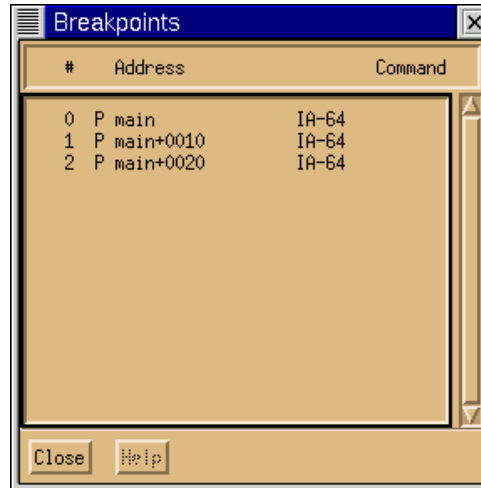 Breakpoints
# Address Command
0 P main IA-64
1 P main+0010 IA-64
2 P main+0020 IA-64
Close Help